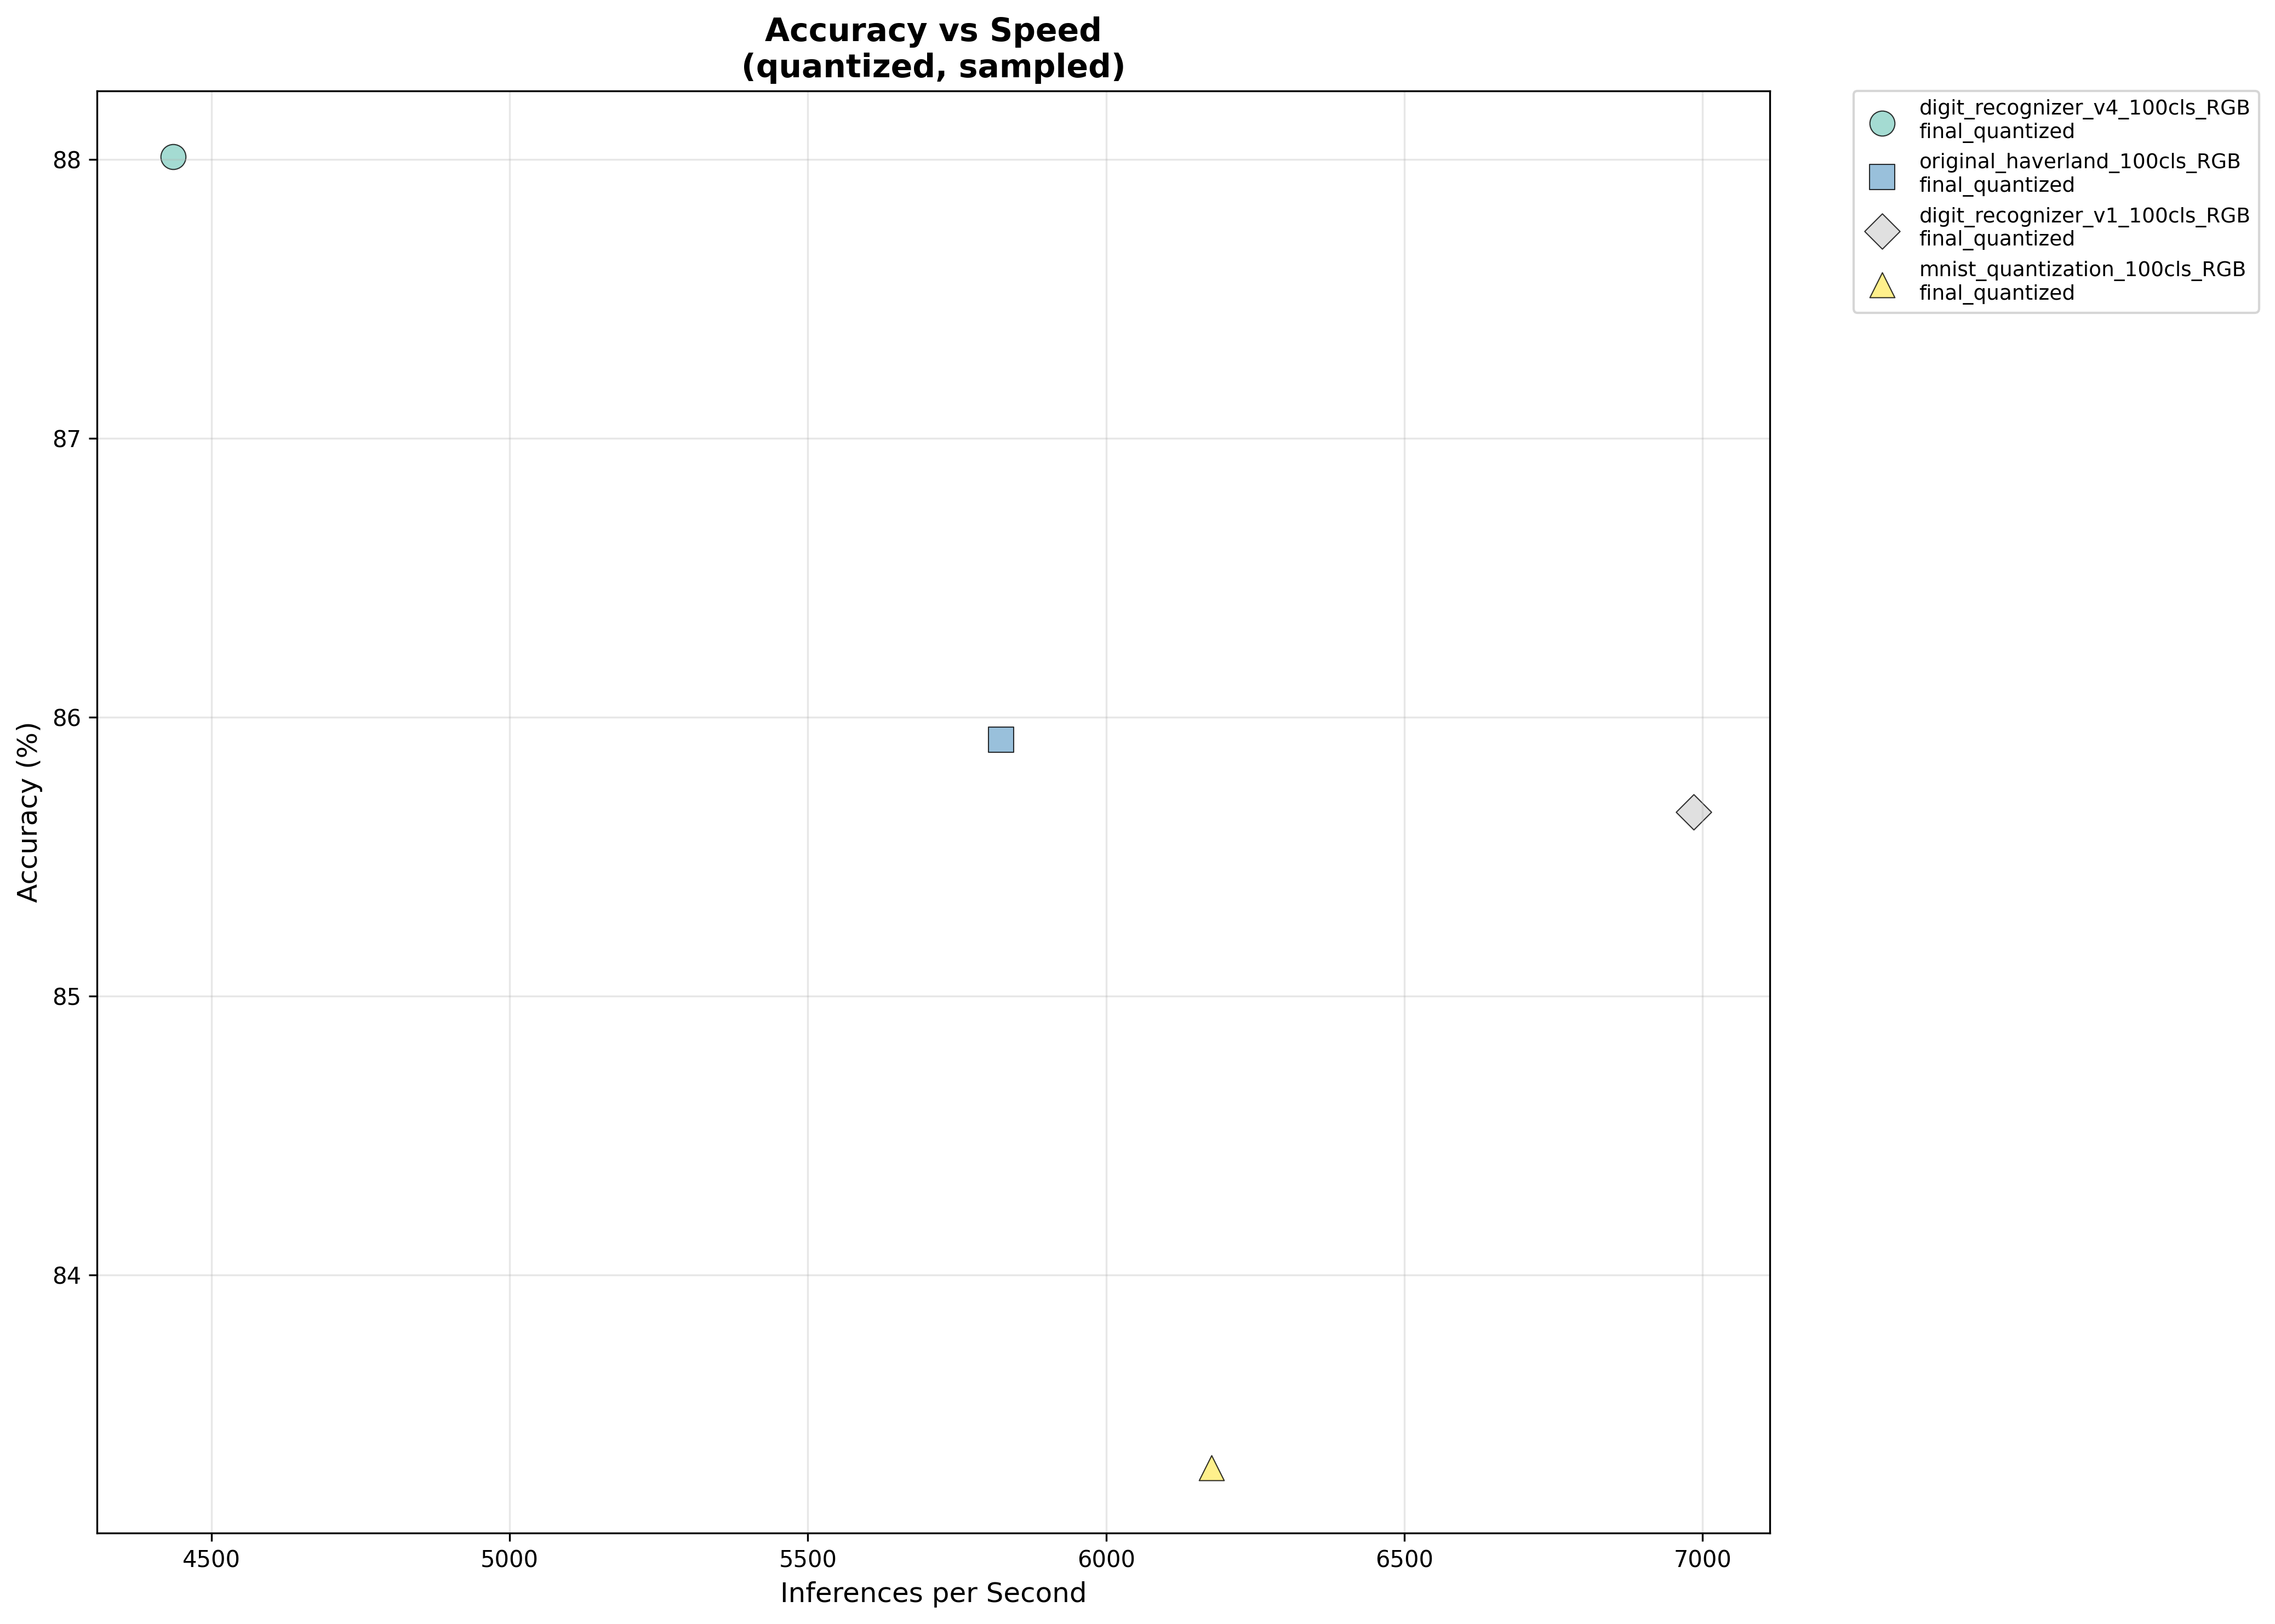 Accuracy vs Speed
(quantized, sampled)
digit_recognizer_v4_100cls_RGB
final_quantized
original_haverland_100cls_RGB
final_quantized
digit_recognizer_v1_100cls_RGB
final_quantized
mnist_quantization_100cls_RGB
final_quantized
Accuracy (%)
88
87
86
85
84
4500
5000
5500
6000
6500
7000
Inferences per Second